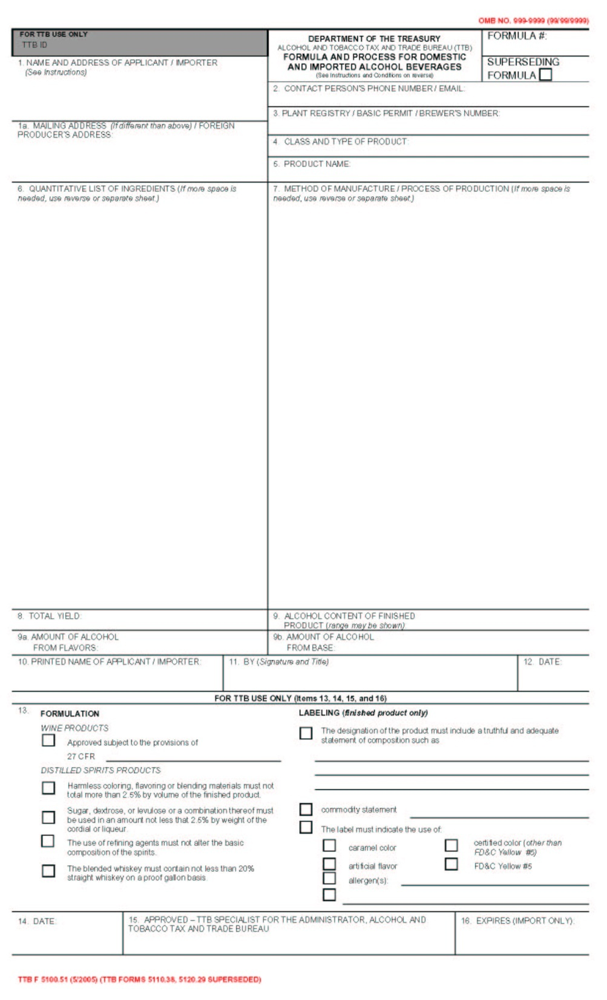 OMB NO. 999-9999 (99/99/9999)
FOR TTB USE ONLY
TTB ID
DEPARTMENT OF THE TREASURY
ALCOHOL AND TOBACCO TAX AND TRADE BUREAU (TTB)
FORMULA AND PROCESS FOR DOMESTIC
AND IMPORTED ALCOHOL BEVERAGES
(See Instructions and Conditions on reverse)
FORMULA #:
SUPERSEDING
FORMULA
1. NAME AND ADDRESS OF APPLICANT / IMPORTER
(See Instructions)
2. CONTACT PERSON'S PHONE NUMBER / EMAIL:
3. PLANT REGISTRY / BASIC PERMIT / BREWER'S NUMBER:
1a. MAILING ADDRESS (If different than above) / FOREIGN
PRODUCER'S ADDRESS:
4. CLASS AND TYPE OF PRODUCT:
5. PRODUCT NAME:
6. QUANTITATIVE LIST OF INGREDIENTS (If more space is
needed, use reverse or separate sheet.)
7. METHOD OF MANUFACTURE / PROCESS OF PRODUCTION (If more space is
needed, use reverse or separate sheet.)
8. TOTAL YIELD:
9. ALCOHOL CONTENT OF FINISHED
PRODUCT (range may be shown)
9a. AMOUNT OF ALCOHOL
FROM FLAVORS:
9b. AMOUNT OF ALCOHOL
FROM BASE:
10. PRINTED NAME OF APPLICANT / IMPORTER:
11. BY (Signature and Title)
12. DATE:
FOR TTB USE ONLY (Items 13, 14, 15, and 16)
13.
FORMULATION
WINE PRODUCTS
Approved subject to the provisions of
27 CFR
DISTILLED SPIRITS PRODUCTS
Harmless coloring, flavoring or blending materials must not
total more than 2.5% by volume of the finished product.
Sugar, dextrose, or levulose or a combination thereof must
be used in an amount not less that 2.5% by weight of the
cordial or liqueur.
The use of refining agents must not alter the basic
composition of the spirits.
The blended whiskey must contain not less than 20%
straight whiskey on a proof gallon basis.
LABELING (finished product only)
The designation of the product must include a truthful and adequate
statement of composition such as
commodity statement
The label must indicate the use of:
caramel color
certified color (other than
FD&C Yellow #5)
artificial flavor
FD&C Yellow #5
allergen(s):
14. DATE:
15. APPROVED – TTB SPECIALIST FOR THE ADMINISTRATOR, ALCOHOL AND
TOBACCO TAX AND TRADE BUREAU
16. EXPIRES (IMPORT ONLY):
TTB F 5100.51 (5/2005) (TTB FORMS 5110.38, 5120.29 SUPERSEDED)